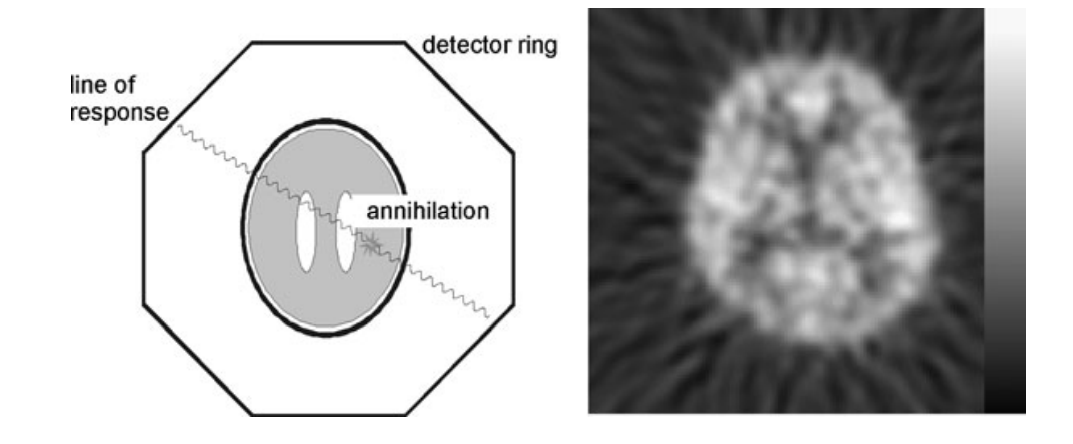 detector ring
line of
response
annihilation